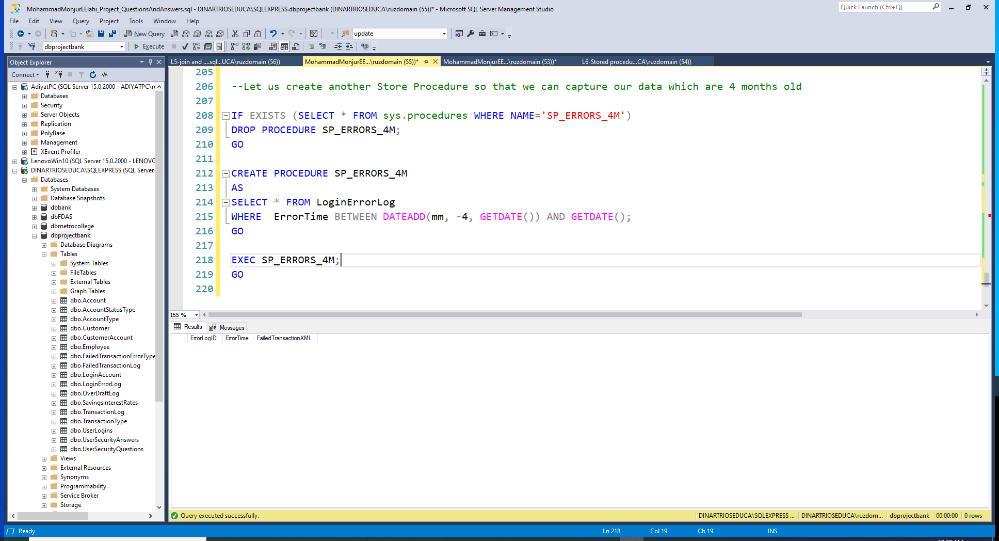 MohammadMonjurEElahi_Project_QuestionsAndAnswers.sql - DINARTRIOSEDUCA\SQLEXPRESS.dbprojectbank (DINARTRIOSEDUCA\ruzdomain (55))* - Microsoft SQL Server Management Studio
Quick Launch (Ctrl+Q)
File Edit View Query Project Tools Window Help
New Query
MDX DMX XMLA DAX
update
dbprojectbank
Execute
Object Explorer
Connect
AdiyatPC (SQL Server 15.0.2000 - ADIYATPC\ru
Databases
Security
Server Objects
Replication
PolyBase
Management
XEvent Profiler
LenovoWin10 (SQL Server 15.0.2000 - LENOVO
DINARTRIOSEDUCA\SQLEXPRESS (SQL Server
Databases
System Databases
Database Snapshots
dbbank
dbFDAS
dbmetrocollege
dbprojectbank
Database Diagrams
Tables
System Tables
FileTables
External Tables
Graph Tables
dbo.Account
dbo.AccountStatusType
dbo.AccountType
dbo.Customer
dbo.CustomerAccount
dbo.Employee
dbo.FailedTransactionErrorType
dbo.FailedTransactionLog
dbo.LoginAccount
dbo.LoginErrorLog
dbo.OverDraftLog
dbo.SavingsInterestRates
dbo.TransactionLog
dbo.TransactionType
dbo.UserLogins
dbo.UserSecurityAnswers
dbo.UserSecurityQuestions
Views
External Resources
Synonyms
Programmability
Service Broker
Storage
L5-join and ....sql...UCA\ruzdomain (56))
MohammadMonjurEE...\ruzdomain (55))*
MohammadMonjurEE...\ruzdomain (53))*
L6-Stored procedu...CA\ruzdomain (54))
205
206 --Let us create another Store Procedure so that we can capture our data which are 4 months old
207
208 IF EXISTS (SELECT * FROM sys.procedures WHERE NAME='SP_ERRORS_4M')
209 DROP PROCEDURE SP_ERRORS_4M;
210 GO
211
212 CREATE PROCEDURE SP_ERRORS_4M
213 AS
214 SELECT * FROM LoginErrorLog
215 WHERE  ErrorTime BETWEEN DATEADD(mm, -4, GETDATE()) AND GETDATE();
216 GO
217
218 EXEC SP_ERRORS_4M;
219 GO
220
165 %
Results Messages
ErrorLogID ErrorTime FailedTransactionXML
Query executed successfully.
DINARTRIOSEDUCA\SQLEXPRESS ... DINARTRIOSEDUCA\ruzdom... dbprojectbank 00:00:00 0 rows
Ready
Ln 218 Col 19 Ch 19 INS